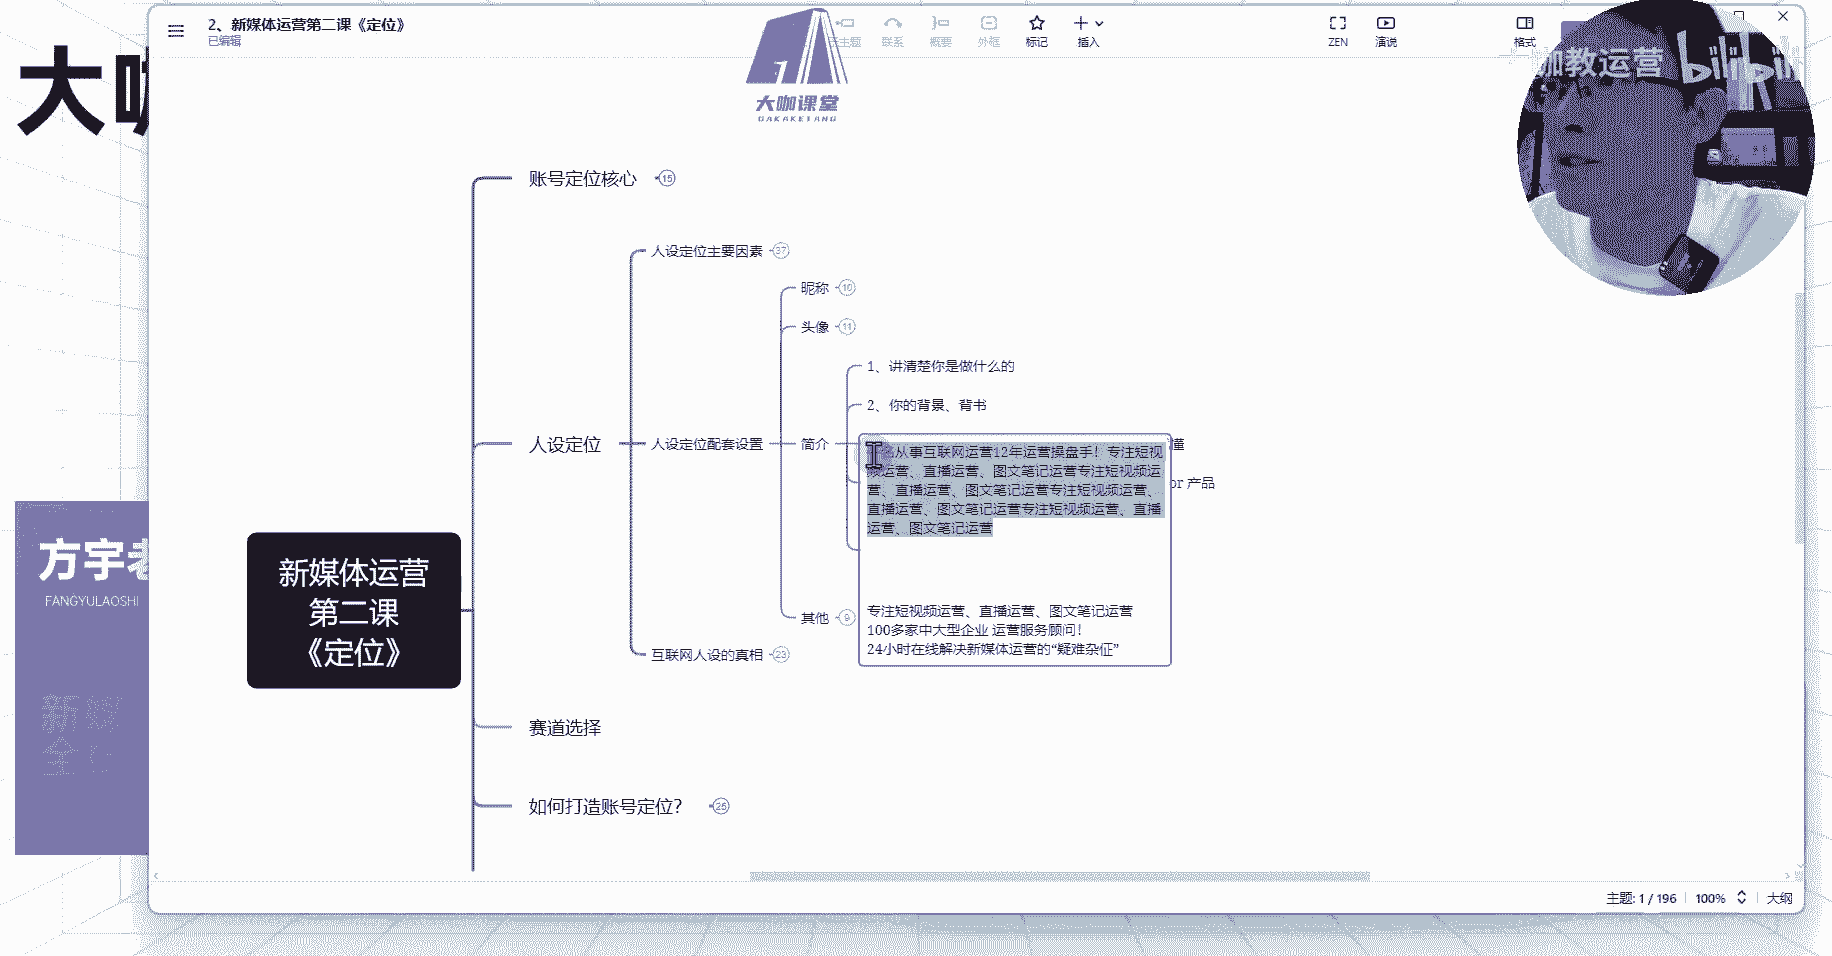 2、新媒体运营第二课《定位》
已编辑
联系
概要
外框
标记
插入
ZEN
演说
格式
咖教运营
bilibili
大咖课堂
DAKAKETANG
大咖
账号定位核心
15
人设定位主要因素
37
昵称
10
头像
11
1、讲清楚你是做什么的
2、你的背景、背书
人设定位
人设定位配套设置
简介
懂
名从事互联网运营12年运营操盘手！专注短视
频运营、直播运营、图文笔记运营专注短视频运
营、直播运营、图文笔记运营专注短视频运营、
直播运营、图文笔记运营专注短视频运营、直播
运营、图文笔记运营
or 产品
专注短视频运营、直播运营、图文笔记运营
100多家中大型企业 运营服务顾问！
24小时在线解决新媒体运营的“疑难杂征”
其他
9
互联网人设的真相
23
新媒体运营
第二课
《定位》
赛道选择
如何打造账号定位？
25
方宇老
FANGYULAOSHI
主题: 1 / 196
100%
大纲